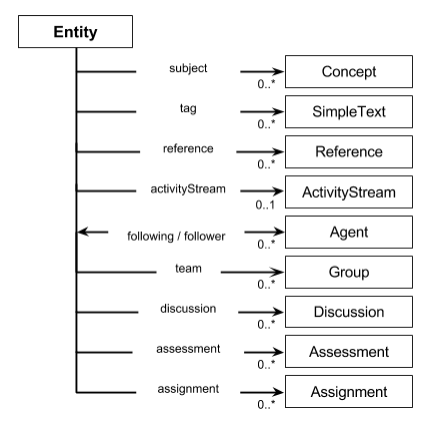 Entity
subject
0..*
Concept
tag
0..*
SimpleText
reference
0..*
Reference
activityStream
0..1
ActivityStream
following / follower
0..*
Agent
team
0..*
Group
discussion
0..*
Discussion
assessment
0..*
Assessment
assignment
0..*
Assignment